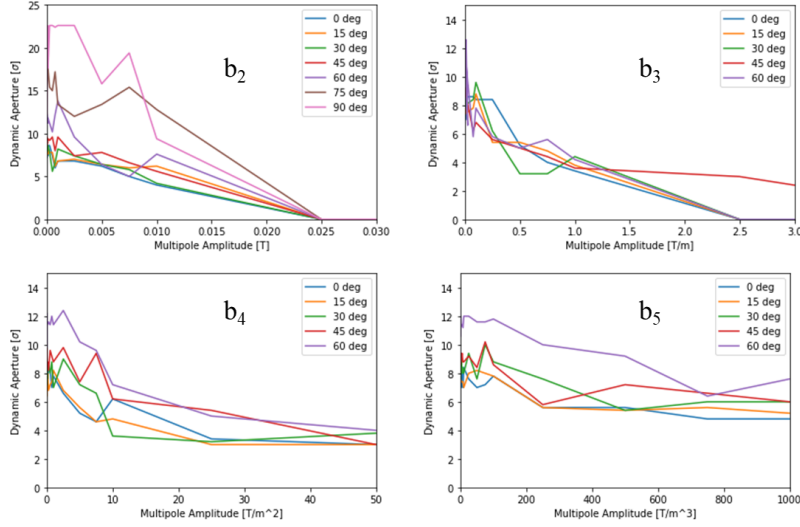 25
20
15
10
5
0
Dynamic Aperture [σ]
b2
0 deg
15 deg
30 deg
45 deg
60 deg
75 deg
90 deg
0.000 0.005 0.010 0.015 0.020 0.025 0.030
Multipole Amplitude [T]
14
12
10
8
6
4
2
0
Dynamic Aperture [σ]
b3
0 deg
15 deg
30 deg
45 deg
60 deg
0.0 0.5 1.0 1.5 2.0 2.5 3.0
Multipole Amplitude [T/m]
14
12
10
8
6
4
2
0
Dynamic Aperture [σ]
b4
0 deg
15 deg
30 deg
45 deg
60 deg
0 10 20 30 40 50
Multipole Amplitude [T/m^2]
14
12
10
8
6
4
2
0
Dynamic Aperture [σ]
b5
0 deg
15 deg
30 deg
45 deg
60 deg
0 200 400 600 800 1000
Multipole Amplitude [T/m^3]